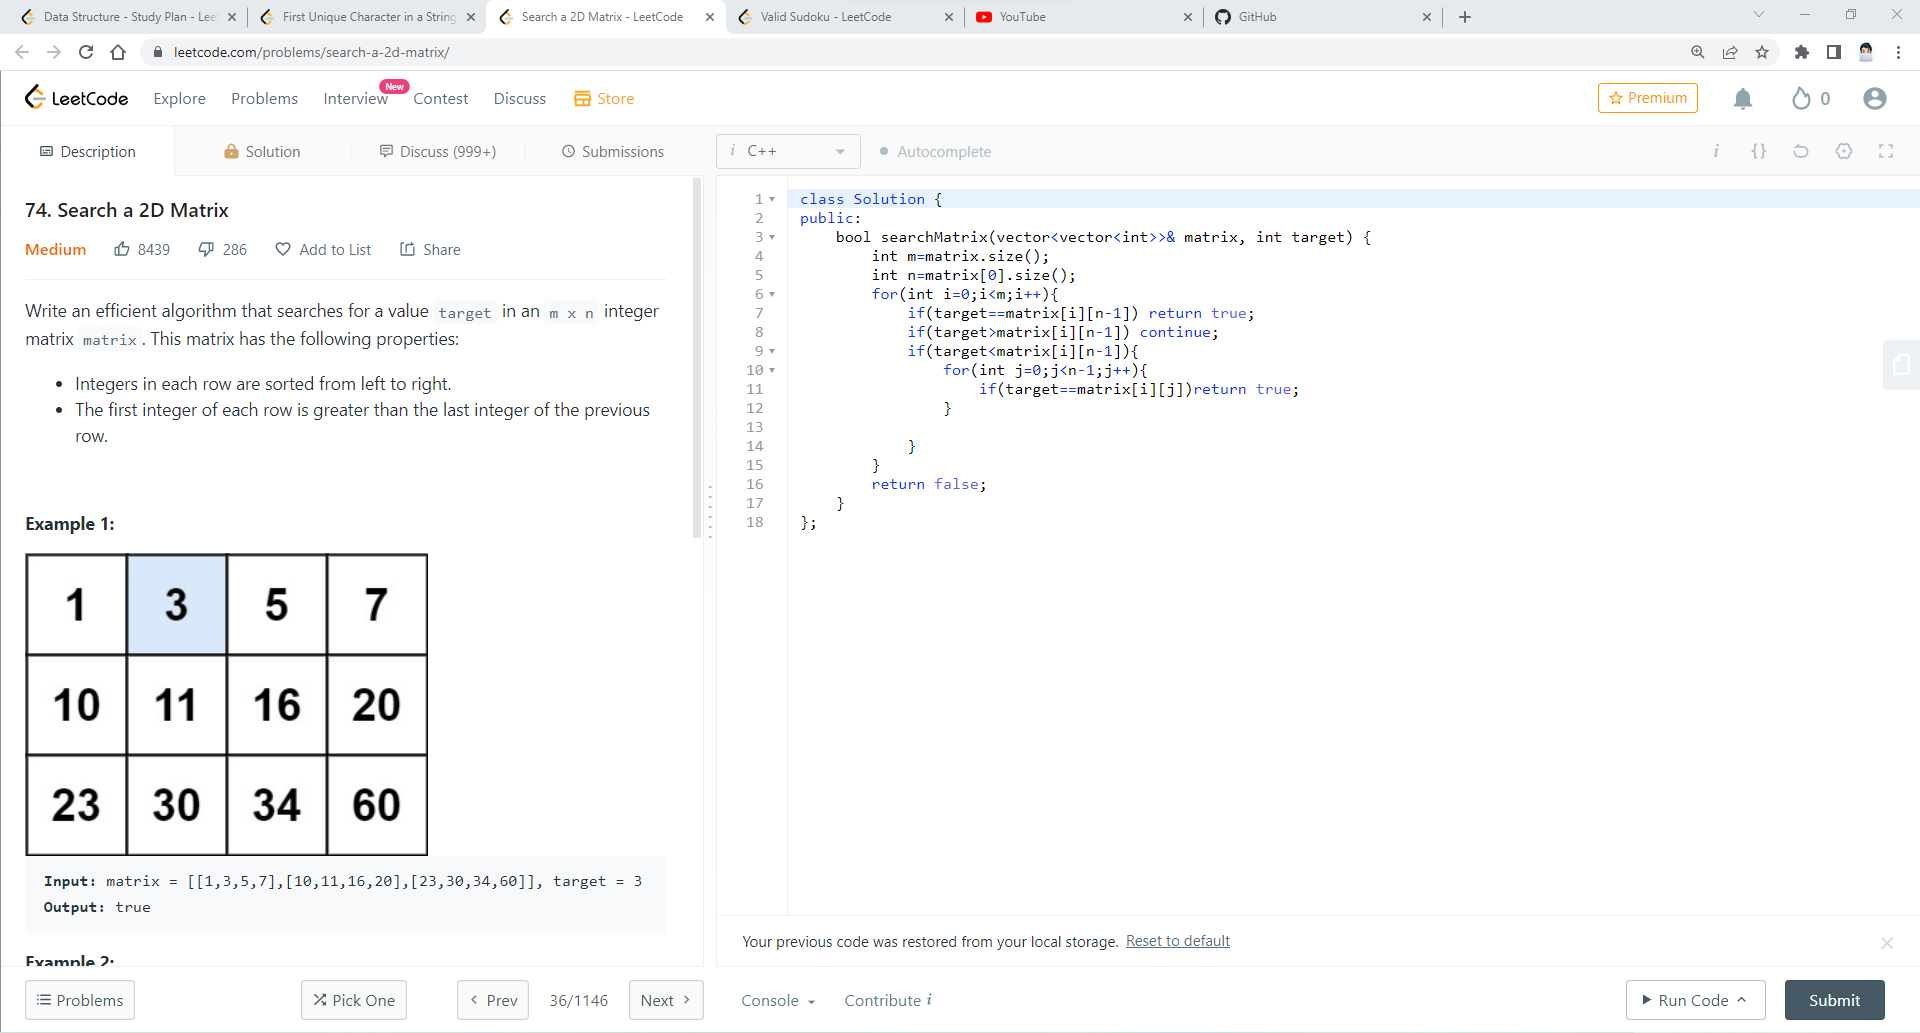 Data Structure - Study Plan - Lee
First Unique Character in a String
Search a 2D Matrix - LeetCode
Valid Sudoku - LeetCode
YouTube
GitHub
leetcode.com/problems/search-a-2d-matrix/
LeetCode
Explore
Problems
Interview
New
Contest
Discuss
Store
Premium
0
Description
Solution
Discuss (999+)
Submissions
i C++
Autocomplete
i {}
74. Search a 2D Matrix
Medium 8439 286 Add to List Share
Write an efficient algorithm that searches for a value target in an m x n integer
matrix matrix . This matrix has the following properties:
• Integers in each row are sorted from left to right.
• The first integer of each row is greater than the last integer of the previous
row.
Example 1:
1 3 5 7
10 11 16 20
23 30 34 60
Input: matrix = [[1,3,5,7],[10,11,16,20],[23,30,34,60]], target = 3
Output: true
Example 2:
1 class Solution {
2 public:
3 bool searchMatrix(vector<vector<int>>& matrix, int target) {
4 int m=matrix.size();
5 int n=matrix[0].size();
6 for(int i=0;i<m;i++){
7 if(target==matrix[i][n-1]) return true;
8 if(target>matrix[i][n-1]) continue;
9 if(target<matrix[i][n-1]){
10 for(int j=0;j<n-1;j++){
11 if(target==matrix[i][j])return true;
12 }
13
14 }
15 }
16 return false;
17 }
18 };
Your previous code was restored from your local storage. Reset to default
Problems
Pick One
Prev
36/1146
Next
Console
Contribute i
Run Code
Submit